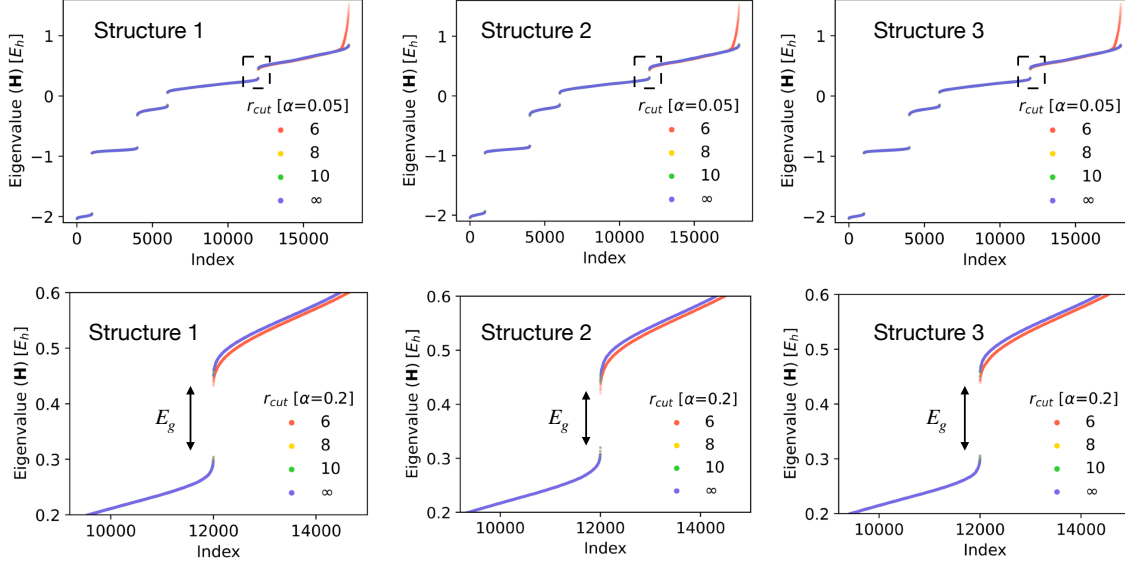 Structure 1
Eigenvalue (H) [E_h]
1
0
−1
−2
r_cut [α=0.05]
6
8
10
∞
0
5000
10000
15000
Index
Structure 2
Eigenvalue (H) [E_h]
1
0
−1
−2
r_cut [α=0.05]
6
8
10
∞
0
5000
10000
15000
Index
Structure 3
Eigenvalue (H) [E_h]
1
0
−1
−2
r_cut [α=0.05]
6
8
10
∞
0
5000
10000
15000
Index
Structure 1
Eigenvalue (H) [E_h]
0.6
0.5
0.4
0.3
0.2
E_g
r_cut [α=0.2]
6
8
10
∞
10000
12000
14000
Index
Structure 2
Eigenvalue (H) [E_h]
0.6
0.5
0.4
0.3
0.2
E_g
r_cut [α=0.2]
6
8
10
∞
10000
12000
14000
Index
Structure 3
Eigenvalue (H) [E_h]
0.6
0.5
0.4
0.3
0.2
E_g
r_cut [α=0.2]
6
8
10
∞
10000
12000
14000
Index